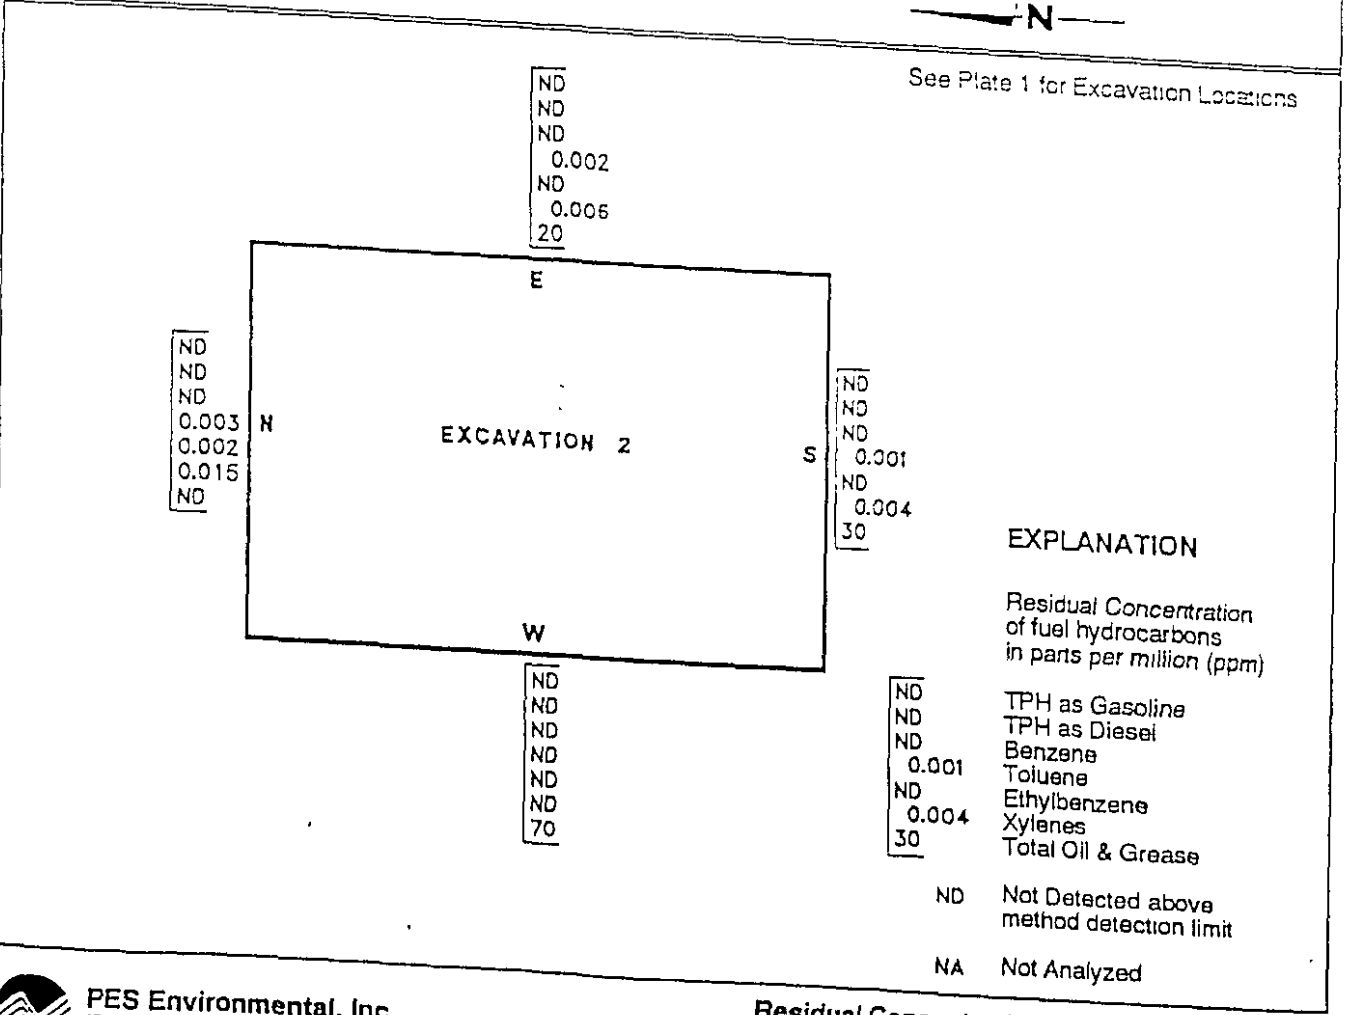 N
See Plate 1 for Excavation Locations
ND
ND
ND
0.002
ND
0.006
20
E
ND
ND
ND
0.003
0.002
0.015
ND
N
EXCAVATION 2
S
ND
ND
ND
0.001
ND
0.004
30
W
ND
ND
ND
ND
ND
ND
70
EXPLANATION
Residual Concentration
of fuel hydrocarbons
in parts per million (ppm)
ND TPH as Gasoline
ND TPH as Diesel
ND Benzene
0.001 Toluene
ND Ethylbenzene
0.004 Xylenes
30 Total Oil & Grease
ND Not Detected above
method detection limit
NA Not Analyzed
PES Environmental, Inc.
Residual